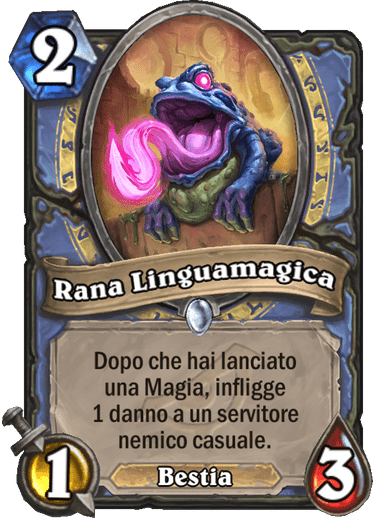 2
Rana Linguamagica
Dopo che hai lanciato
una Magia, infligge
1 danno a un servitore
nemico casuale.
1
Bestia
3